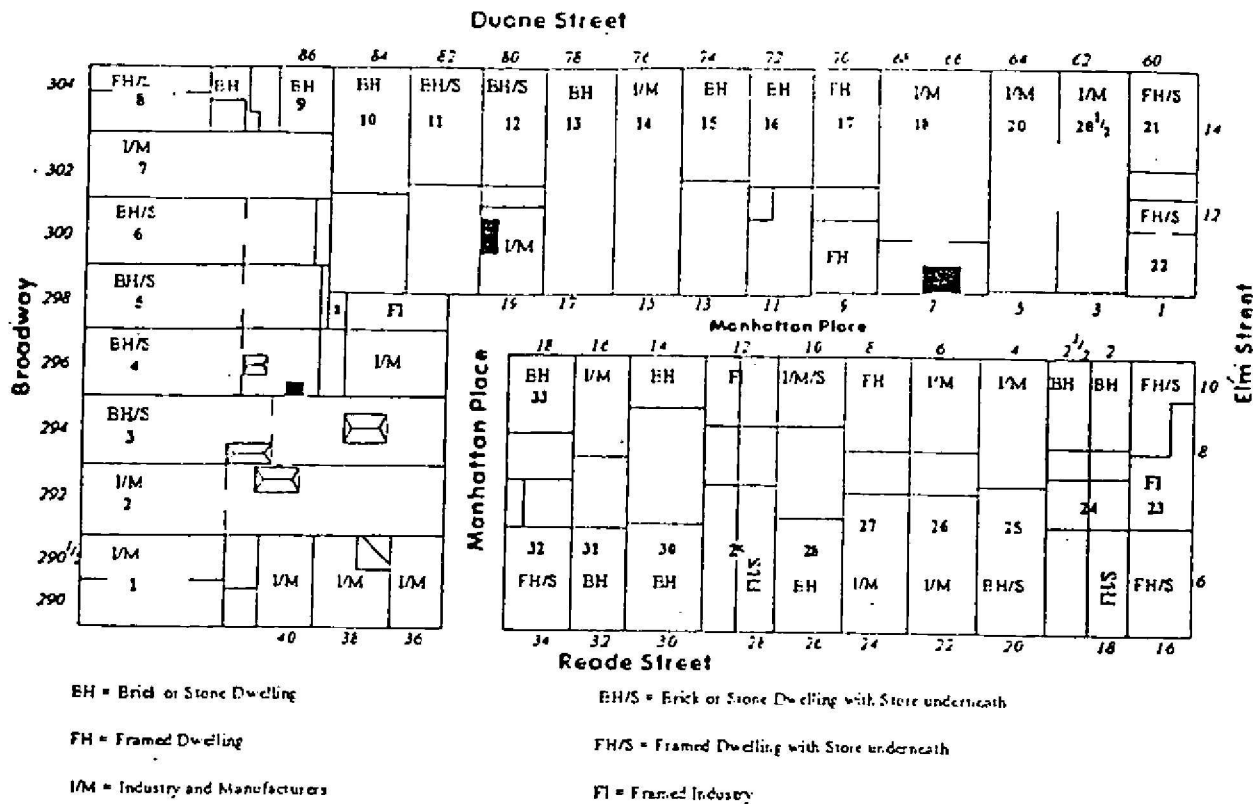 Duane Street
86 84 82 80 78 76 74 72 70 68 66 64 62 60
304 FH/S BH BH BH BH/S BH/S BH I/M BH BH FH I/M I/M I/M FH/S
8 9 10 11 12 13 14 15 16 17 18 20 20 1/2 21 14
I/M
302 7
BH/S FH/S 12
300 6 I/M FH 22
BH/S
298 5 FI 19 17 15 13 11 9 7 5 3 1
Manhattan Place
Broadway
Elm Street
Manhattan Place
18 16 14 12 10 8 6 4 2 1/2 2
BH/S
296 4 I/M BH I/M BH FI I/M/S FH I/M I/M BH BH FH/S 10
33
BH/S
294 3 8
I/M FI
292 2 24 23
290 1/2 I/M 32 31 30 28 27 26 25
1 I/M I/M I/M FH/S BH BH FH/S BH I/M I/M BH/S FH/S FH/S 6
290
40 38 36 34 32 30 28 26 24 22 20 18 16
Reade Street
BH = Brick or Stone Dwelling
BH/S = Brick or Stone Dwelling with Store underneath
FH = Framed Dwelling
FH/S = Framed Dwelling with Store underneath
I/M = Industry and Manufacturers
FI = Framed Industry